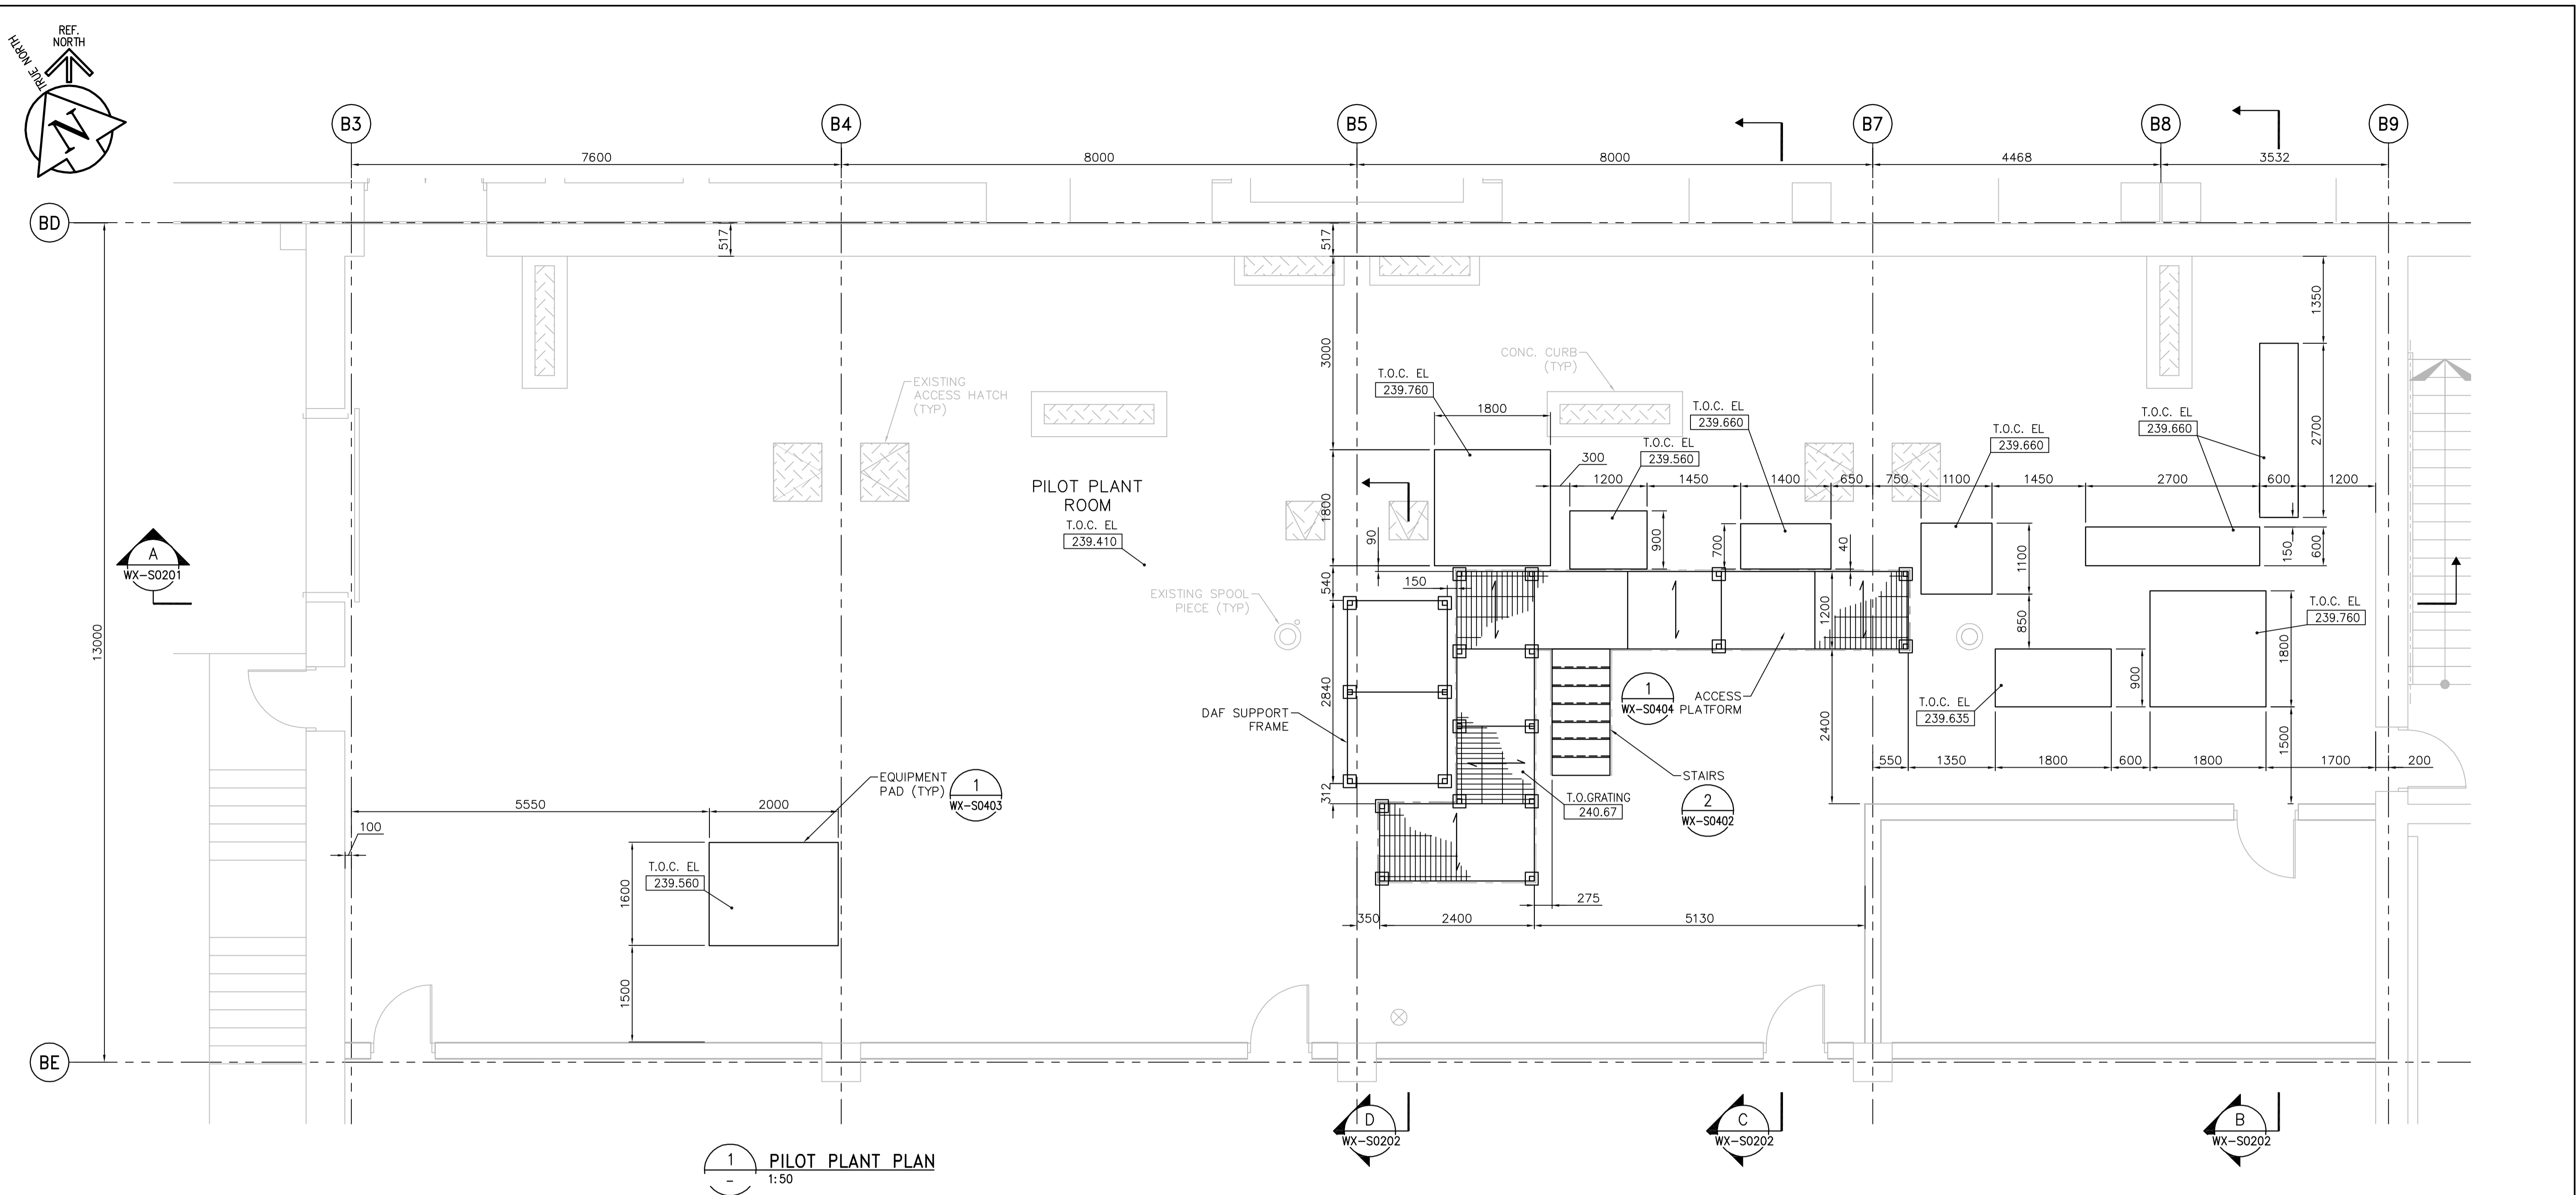 REF.
NORTH
TRUE NORTH
N
B3
B4
B5
B7
B8
B9
7600
8000
8000
4468
3532
BD
517
517
13000
3000
1350
CONC. CURB
(TYP)
EXISTING
ACCESS HATCH
(TYP)
T.O.C. EL
239.760
1800
T.O.C. EL
239.660
T.O.C. EL
239.560
T.O.C. EL
239.660
T.O.C. EL
239.660
2700
300
1200
1450
1400
650
750
1100
1450
2700
600
1200
PILOT PLANT
ROOM
T.O.C. EL
239.410
1800
90
900
700
40
1100
150
600
A
WX-S0201
EXISTING SPOOL
PIECE (TYP)
540
150
1200
850
T.O.C. EL
239.760
1800
2840
DAF SUPPORT
FRAME
1
WX-S0404
ACCESS
PLATFORM
2400
T.O.C. EL
239.635
900
1500
550
1350
1800
600
1800
1700
200
STAIRS
2
WX-S0402
T.O.GRATING
240.67
312
EQUIPMENT
PAD (TYP)
1
WX-S0403
5550
2000
100
T.O.C. EL
239.560
1600
1500
275
350
2400
5130
BE
D
WX-S0202
C
WX-S0202
B
WX-S0202
1
-
PILOT PLANT PLAN
1:50